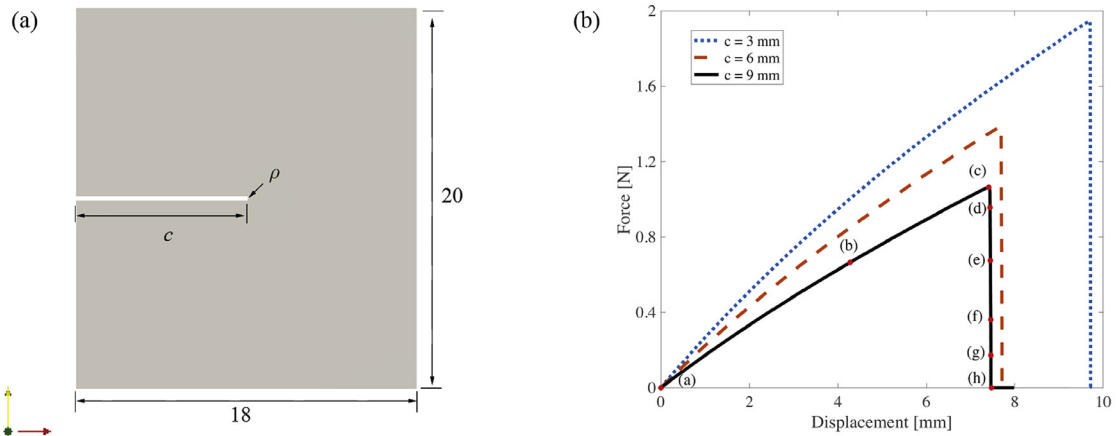 (a)
ρ
c
20
18
(b)
2
1.6
1.2
0.8
0.4
0
Force [N]
c = 3 mm
c = 6 mm
c = 9 mm
(a)
(b)
(c)
(d)
(e)
(f)
(g)
(h)
0 2 4 6 8 10
Displacement [mm]